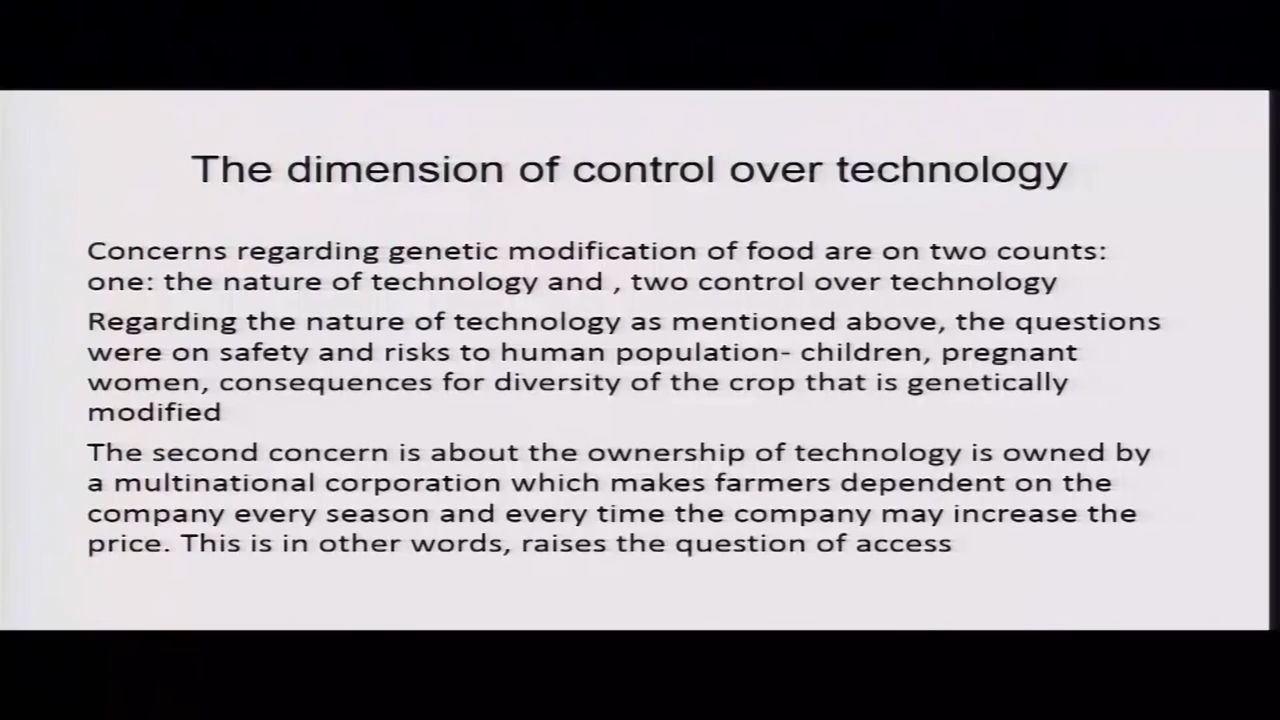 The dimension of control over technology
Concerns regarding genetic modification of food are on two counts:
one: the nature of technology and , two control over technology
Regarding the nature of technology as mentioned above, the questions
were on safety and risks to human population- children, pregnant
women, consequences for diversity of the crop that is genetically
modified
The second concern is about the ownership of technology is owned by
a multinational corporation which makes farmers dependent on the
company every season and every time the company may increase the
price. This is in other words, raises the question of access